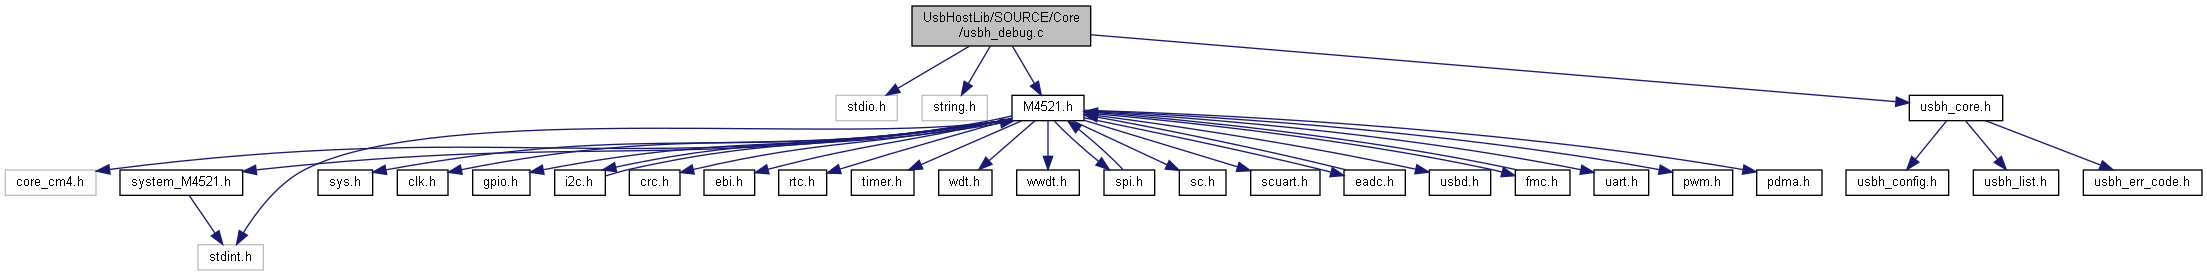 UsbHostLib/SOURCE/Core
/usbh_debug.c
stdio.h
string.h
M4521.h
usbh_core.h
core_cm4.h
system_M4521.h
sys.h
clk.h
gpio.h
i2c.h
crc.h
ebi.h
rtc.h
timer.h
wdt.h
wwdt.h
spi.h
sc.h
scuart.h
eadc.h
usbd.h
fmc.h
uart.h
pwm.h
pdma.h
usbh_config.h
usbh_list.h
usbh_err_code.h
stdint.h